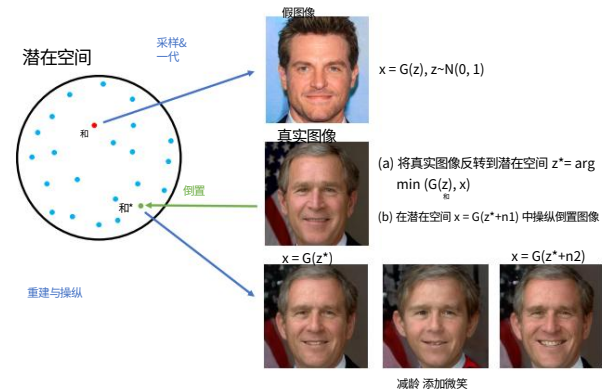 假图像
采样&
一代
潜在空间
x = G(z), z~N(0, 1)
和
真实图像
(a) 将真实图像反转到潜在空间 z*= arg
min (G(z), x)
和
倒置
和*
(b) 在潜在空间 x = G(z*+n1) 中操纵倒置图像
x = G(z*)
x = G(z*+n2)
重建与操纵
减龄 添加微笑